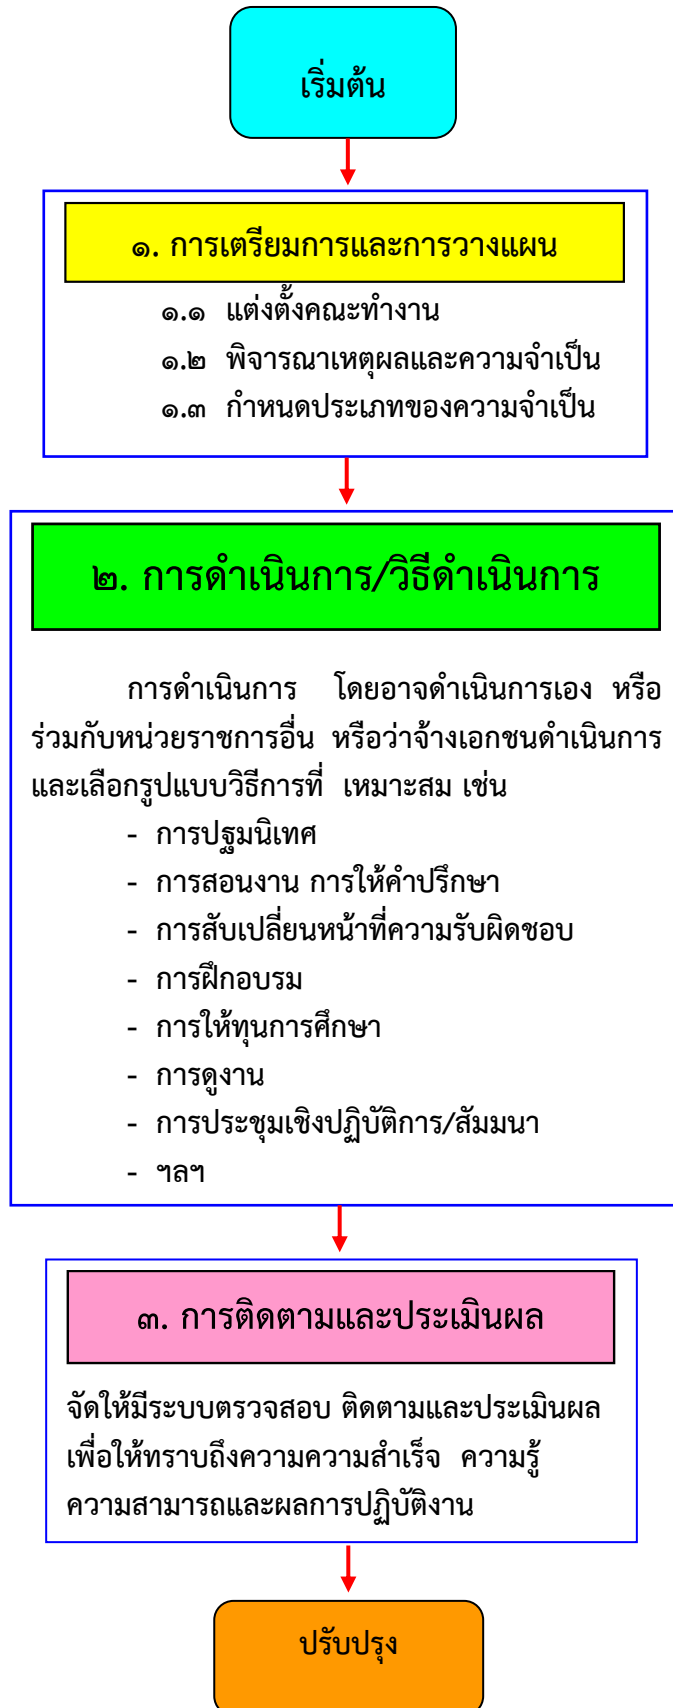 เริ่มต้น
๑. การเตรียมการและการวางแผน
๑.๑ แต่งตั้งคณะทำงาน
๑.๒ พิจารณาเหตุผลและความจำเป็น
๑.๓ กำหนดประเภทของความจำเป็น
๒. การดำเนินการ/วิธีดำเนินการ
การดำเนินการ โดยอาจดำเนินการเอง หรือ
ร่วมกับหน่วยราชการอื่น หรือว่าจ้างเอกชนดำเนินการ
และเลือกรูปแบบวิธีการที่ เหมาะสม เช่น
- การปฐมนิเทศ
- การสอนงาน การให้คำปรึกษา
- การสับเปลี่ยนหน้าที่ความรับผิดชอบ
- การฝึกอบรม
- การให้ทุนการศึกษา
- การดูงาน
- การประชุมเชิงปฏิบัติการ/สัมมนา
- ฯลฯ
๓. การติดตามและประเมินผล
จัดให้มีระบบตรวจสอบ ติดตามและประเมินผล
เพื่อให้ทราบถึงความความสำเร็จ ความรู้
ความสามารถและผลการปฏิบัติงาน
ปรับปรุง